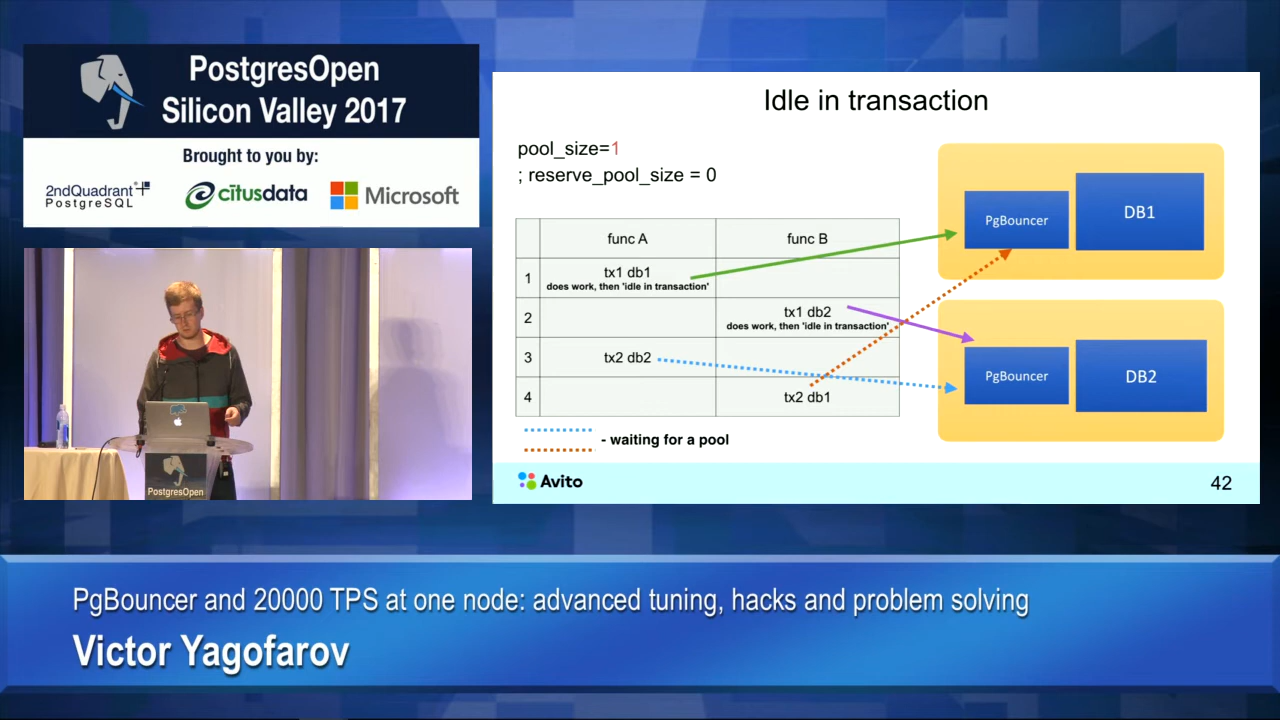 PostgresOpen
Silicon Valley 2017
Brought to you by:
2ndQuadrant
PostgreSQL
citusdata
Microsoft
PostgresOpen
Idle in transaction
pool_size=1
; reserve_pool_size = 0
func A
func B
1
tx1 db1
does work, then 'idle in transaction'
2
tx1 db2
does work, then 'idle in transaction'
3
tx2 db2
4
tx2 db1
- waiting for a pool
PgBouncer
DB1
PgBouncer
DB2
Avito
42
PgBouncer and 20000 TPS at one node: advanced tuning, hacks and problem solving
Victor Yagofarov